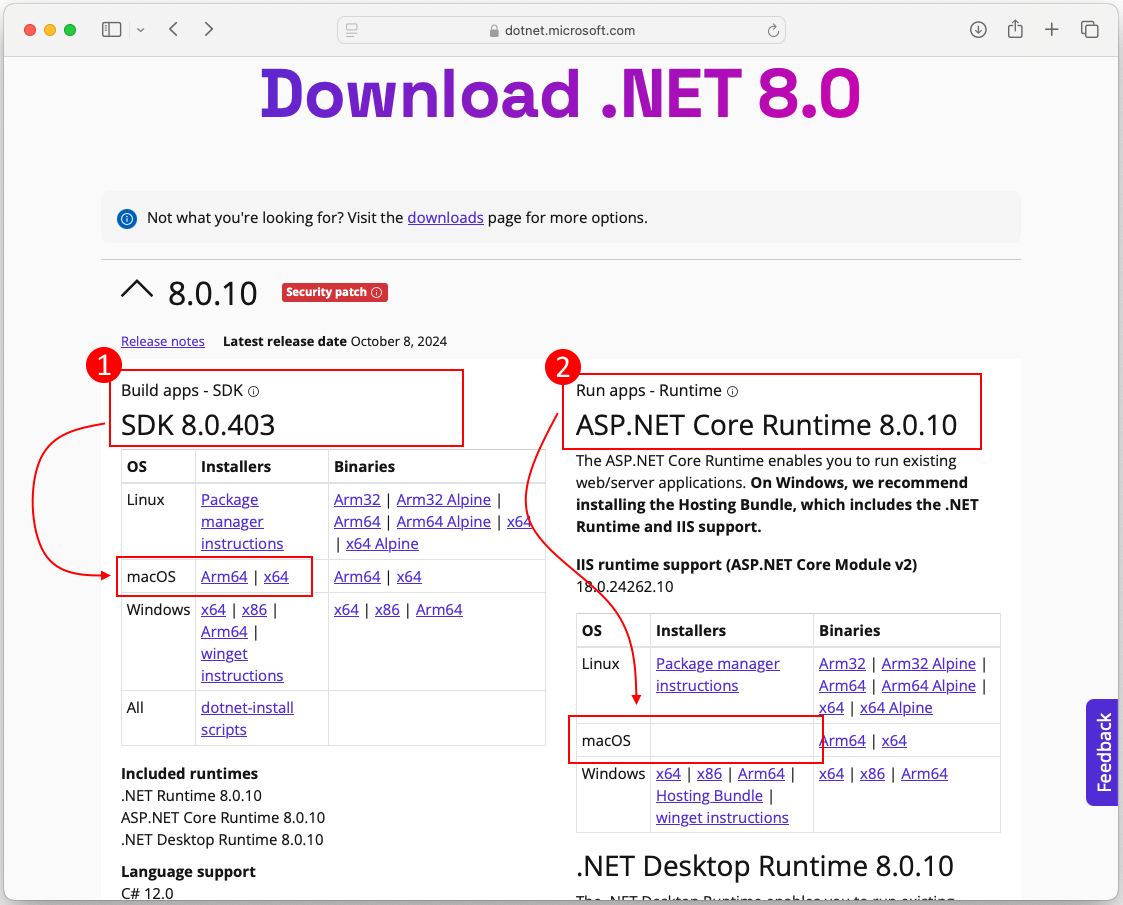 dotnet.microsoft.com
Download .NET 8.0
Not what you're looking for? Visit the downloads page for more options.
8.0.10
Security patch
Release notes Latest release date October 8, 2024
1
Build apps - SDK
SDK 8.0.403
OS Installers Binaries
Linux Package manager instructions Arm32 | Arm32 Alpine |
Arm64 | Arm64 Alpine | x64
| x64 Alpine
macOS Arm64 | x64 Arm64 | x64
Windows x64 | x86 | x64 | x86 | Arm64
Arm64 |
winget
instructions
All dotnet-install
scripts
Included runtimes
.NET Runtime 8.0.10
ASP.NET Core Runtime 8.0.10
.NET Desktop Runtime 8.0.10
Language support
C# 12.0
2
Run apps - Runtime
ASP.NET Core Runtime 8.0.10
The ASP.NET Core Runtime enables you to run existing
web/server applications. On Windows, we recommend
installing the Hosting Bundle, which includes the .NET
Runtime and IIS support.
IIS runtime support (ASP.NET Core Module v2)
18.0.24262.10
OS Installers Binaries
Linux Package manager Arm32 | Arm32 Alpine |
instructions Arm64 | Arm64 Alpine |
x64 | x64 Alpine
macOS Arm64 | x64
Windows x64 | x86 | Arm64 | x64 | x86 | Arm64
Hosting Bundle |
winget instructions
.NET Desktop Runtime 8.0.10
The .NET Desktop Runtime enables you to run existing
Feedback